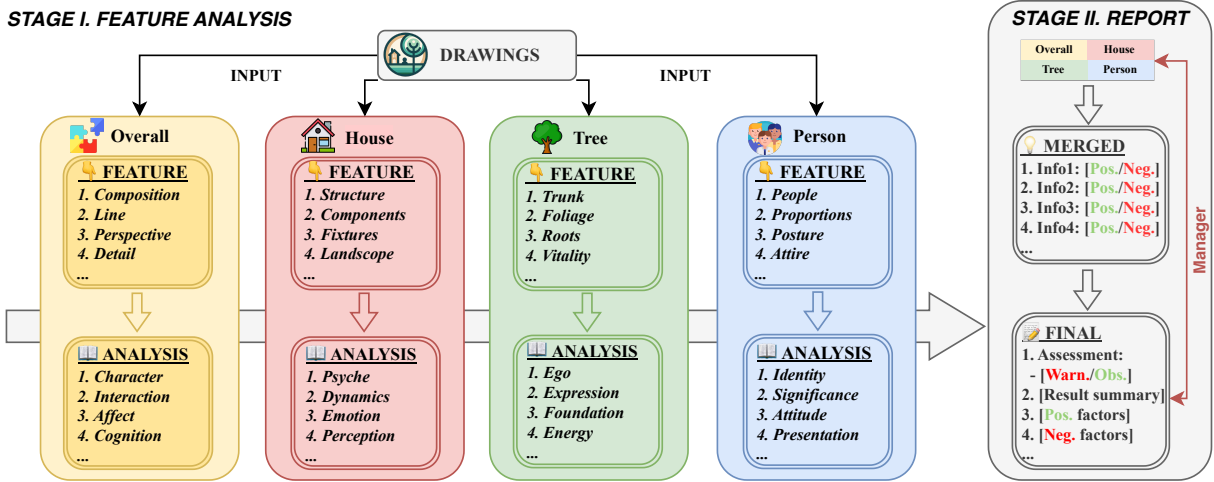 STAGE I. FEATURE ANALYSIS
DRAWINGS
INPUT
INPUT
Overall
FEATURE
1. Composition
2. Line
3. Perspective
4. Detail
...
ANALYSIS
1. Character
2. Interaction
3. Affect
4. Cognition
...
House
FEATURE
1. Structure
2. Components
3. Fixtures
4. Landscope
...
ANALYSIS
1. Psyche
2. Dynamics
3. Emotion
4. Perception
...
Tree
FEATURE
1. Trunk
2. Foliage
3. Roots
4. Vitality
...
ANALYSIS
1. Ego
2. Expression
3. Foundation
4. Energy
...
Person
FEATURE
1. People
2. Proportions
3. Posture
4. Attire
...
ANALYSIS
1. Identity
2. Significance
3. Attitude
4. Presentation
...
STAGE II. REPORT
Overall House
Tree Person
MERGED
1. Info1: [Pos./Neg.]
2. Info2: [Pos./Neg.]
3. Info3: [Pos./Neg.]
4. Info4: [Pos./Neg.]
...
Manager
FINAL
1. Assessment:
- [Warn./Obs.]
2. [Result summary]
3. [Pos. factors]
4. [Neg. factors]
...